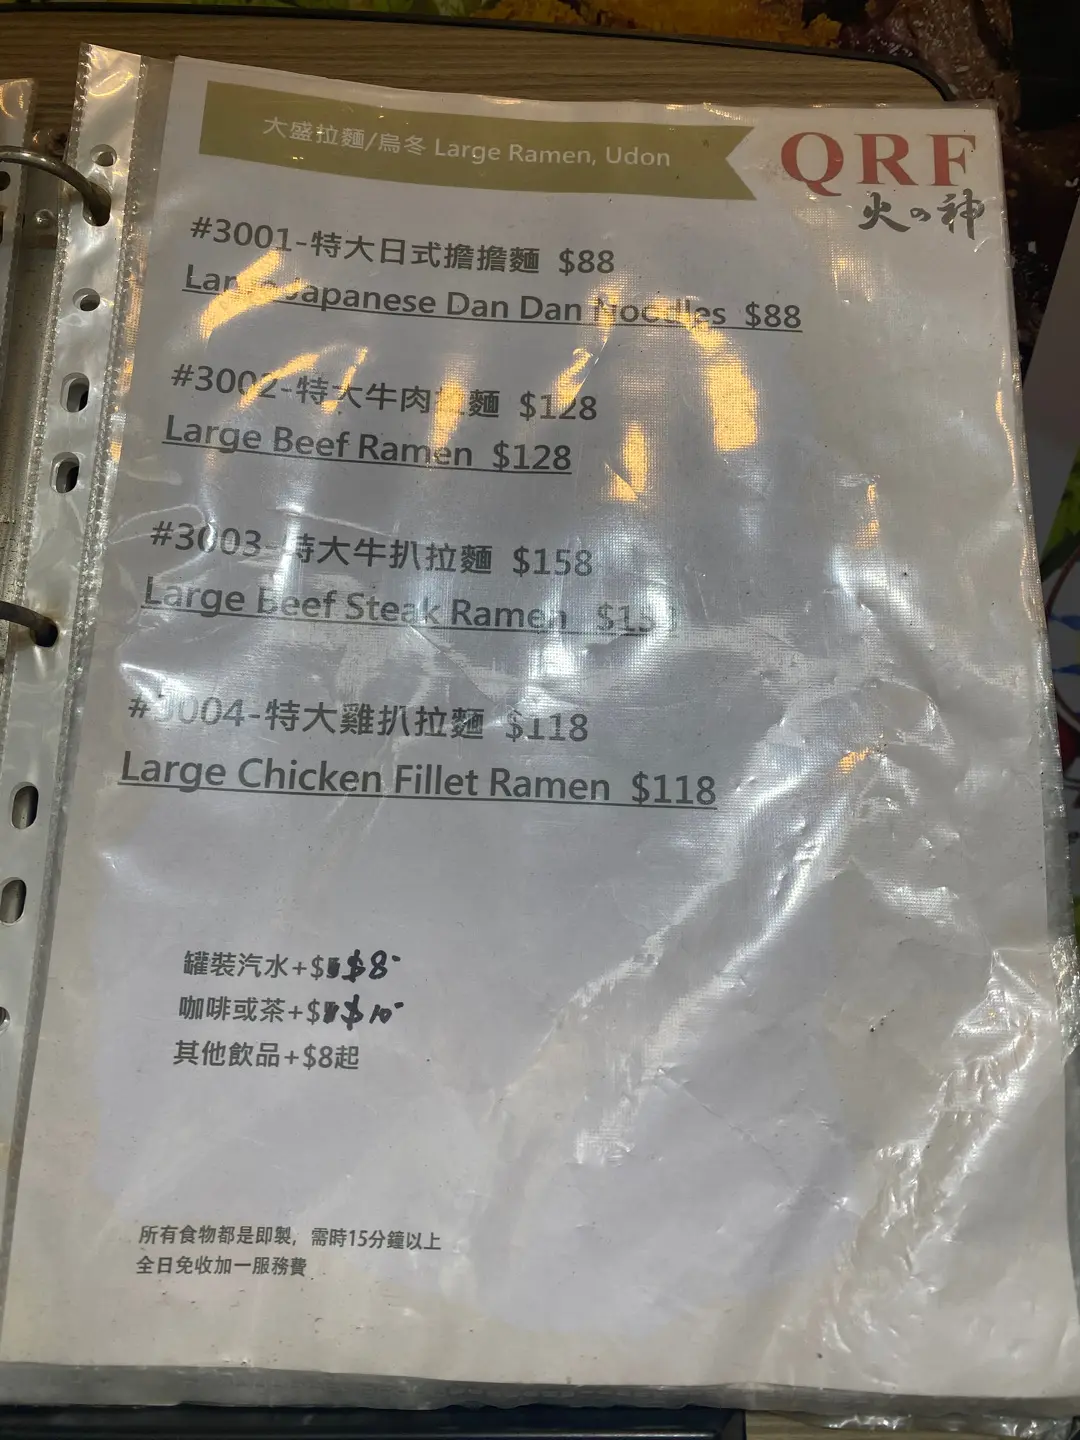 大盛拉麵/烏冬 Large Ramen, Udon
QRF
火の神
#3001-特大日式擔擔麵 $88
Large Japanese Dan Dan Noodles $88
#3002-特大牛肉拉麵 $128
Large Beef Ramen $128
#3003-特大牛扒拉麵 $158
Large Beef Steak Ramen $158
#3004-特大雞扒拉麵 $118
Large Chicken Fillet Ramen $118
罐裝汽水+$ $8-
咖啡或茶+$ $10-
其他飲品+$8起
所有食物都是即製，需時15分鐘以上
全日免收加一服務費